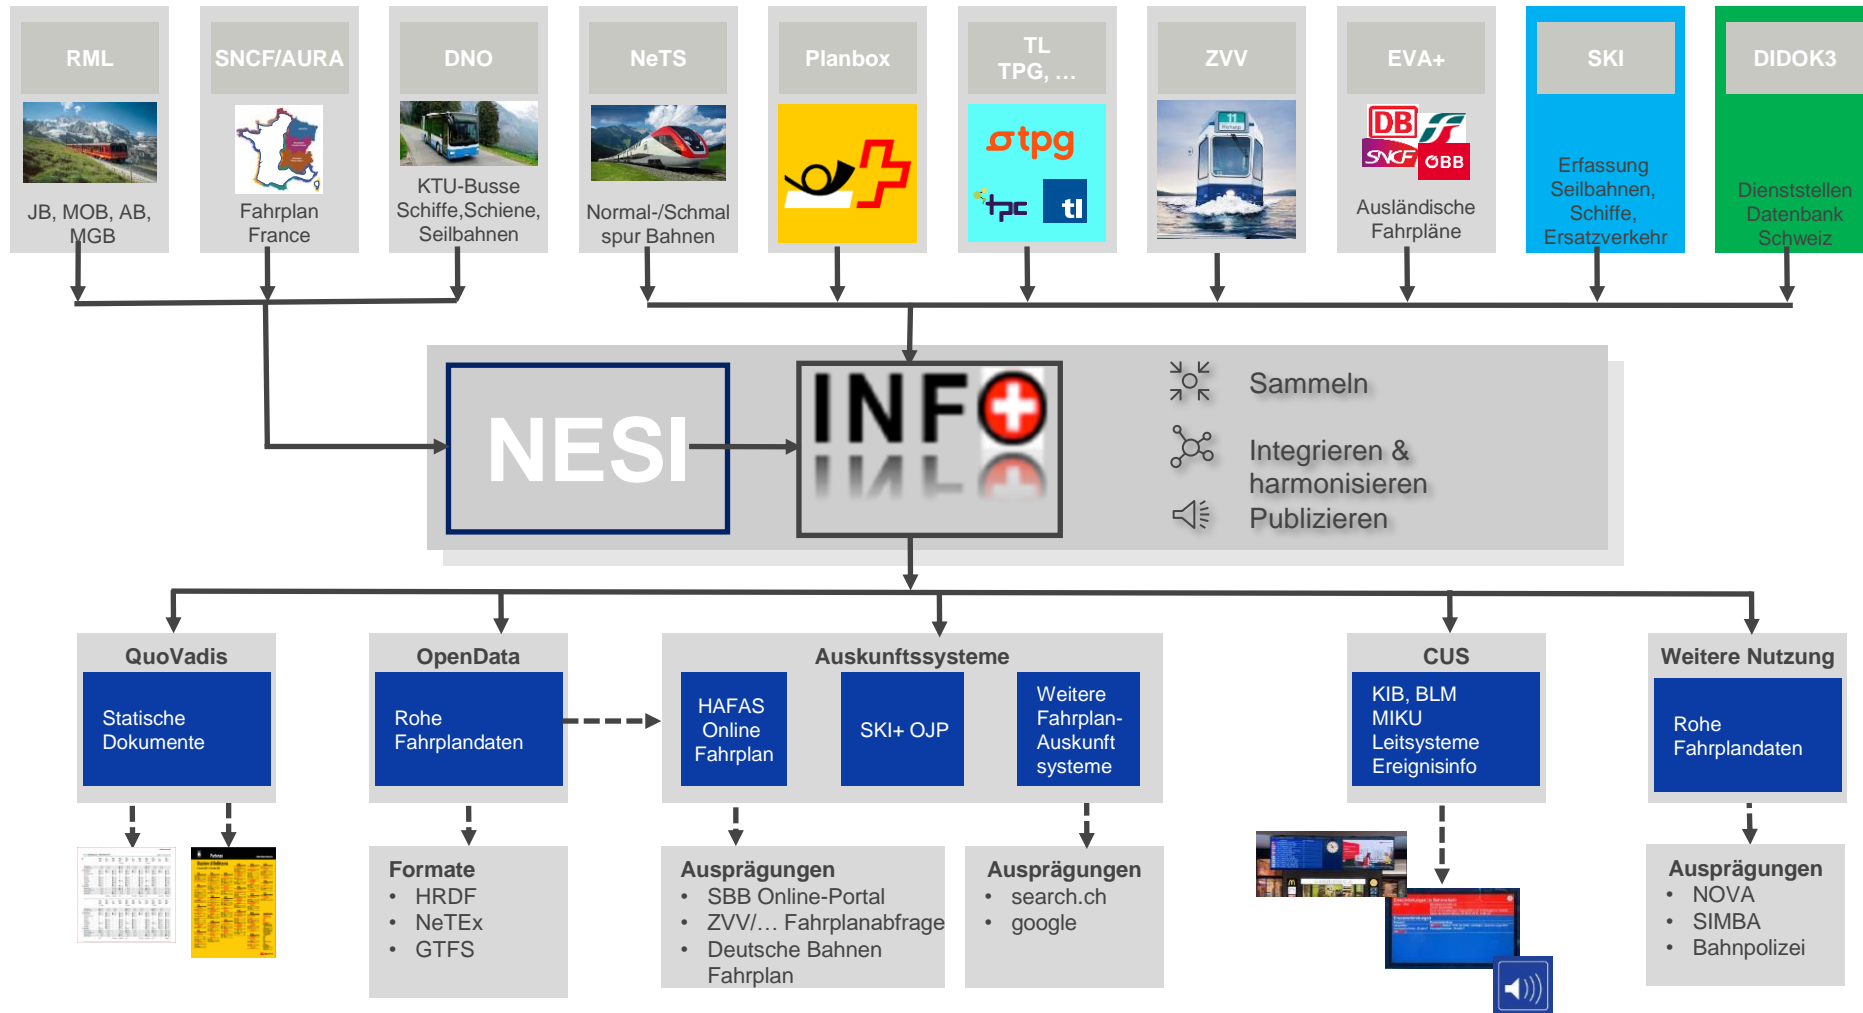 RML
SNCF/AURA
DNO
NeTS
Planbox
TL
TPG, …
ZVV
EVA+
SKI
DIDOK3
JB, MOB, AB,
MGB
Fahrplan
France
KTU-Busse
Schiffe,Schiene,
Seilbahnen
Normal-/Schmal
spur Bahnen
tpg
tpc
tl
11
DB
SNCF
ÖBB
Ausländische
Fahrpläne
Erfassung
Seilbahnen,
Schiffe,
Ersatzverkehr
Dienststellen
Datenbank
Schweiz
NESI
INFO
Sammeln
Integrieren &
harmonisieren
Publizieren
QuoVadis
Statische
Dokumente
OpenData
Rohe
Fahrplandaten
Auskunftssysteme
HAFAS
Online
Fahrplan
SKI+ OJP
Weitere
Fahrplan-
Auskunft
systeme
CUS
KIB, BLM
MIKU
Leitsysteme
Ereignisinfo
Weitere Nutzung
Rohe
Fahrplandaten
Formate
• HRDF
• NeTEx
• GTFS
Ausprägungen
• SBB Online-Portal
• ZVV/… Fahrplanabfrage
• Deutsche Bahnen
Fahrplan
Ausprägungen
• search.ch
• google
Ausprägungen
• NOVA
• SIMBA
• Bahnpolizei